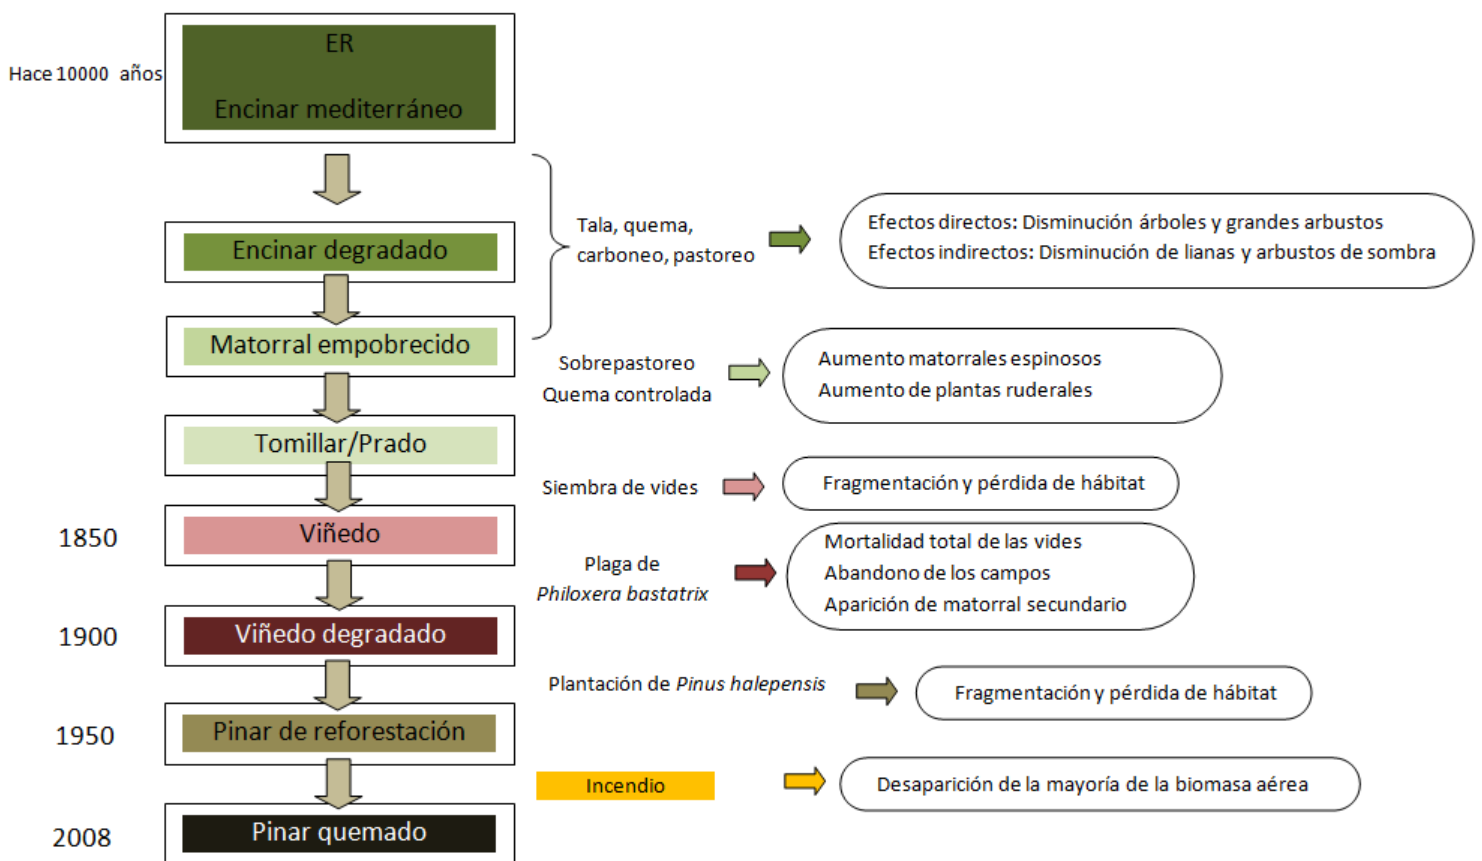 ER
Hace 10000 años
Encinar mediterráneo
Encinar degradado
Tala, quema,
carboneo, pastoreo
Efectos directos: Disminución árboles y grandes arbustos
Efectos indirectos: Disminución de lianas y arbustos de sombra
Matorral empobrecido
Sobrepastoreo
Quema controlada
Aumento matorrales espinosos
Aumento de plantas ruderales
Tomillar/Prado
Siembra de vides
Fragmentación y pérdida de hábitat
1850
Viñedo
Plaga de
Philoxera bastatrix
Mortalidad total de las vides
Abandono de los campos
Aparición de matorral secundario
1900
Viñedo degradado
Plantación de Pinus halepensis
Fragmentación y pérdida de hábitat
1950
Pinar de reforestación
Incendio
Desaparición de la mayoría de la biomasa aérea
2008
Pinar quemado